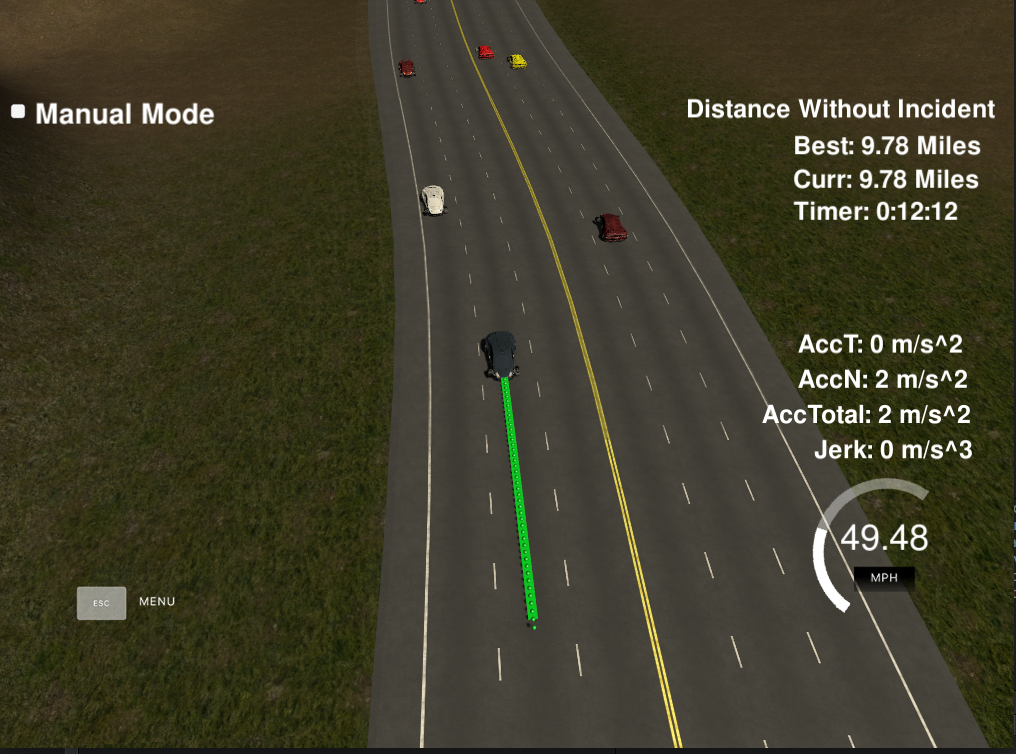 Manual Mode
Distance Without Incident
Best: 9.78 Miles
Curr: 9.78 Miles
Timer: 0:12:12
AccT: 0 m/s^2
AccN: 2 m/s^2
AccTotal: 2 m/s^2
Jerk: 0 m/s^3
49.48
MPH
ESC MENU